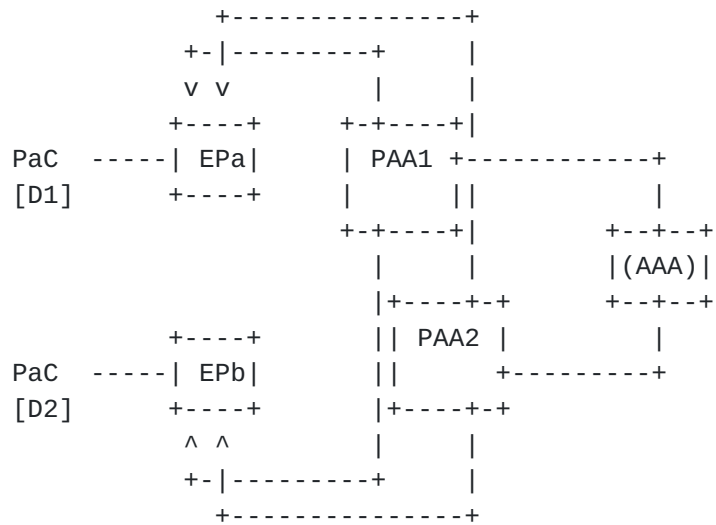 +---------------+
           +-|---------+     |
           v v         |     |
          +----+     +-+----+|
PaC  -----| EPa|     | PAA1 +------------+
[D1]      +----+     |      ||           |
                     +-+----+|        +--+--+
                       |     |        |(AAA)|
                       |+----+-+      +--+--+
          +----+       || PAA2 |         |
PaC  -----| EPb|       ||      +---------+
[D2]      +----+       |+----+-+
           ^ ^         |     |
           +-|---------+     |
             +---------------+